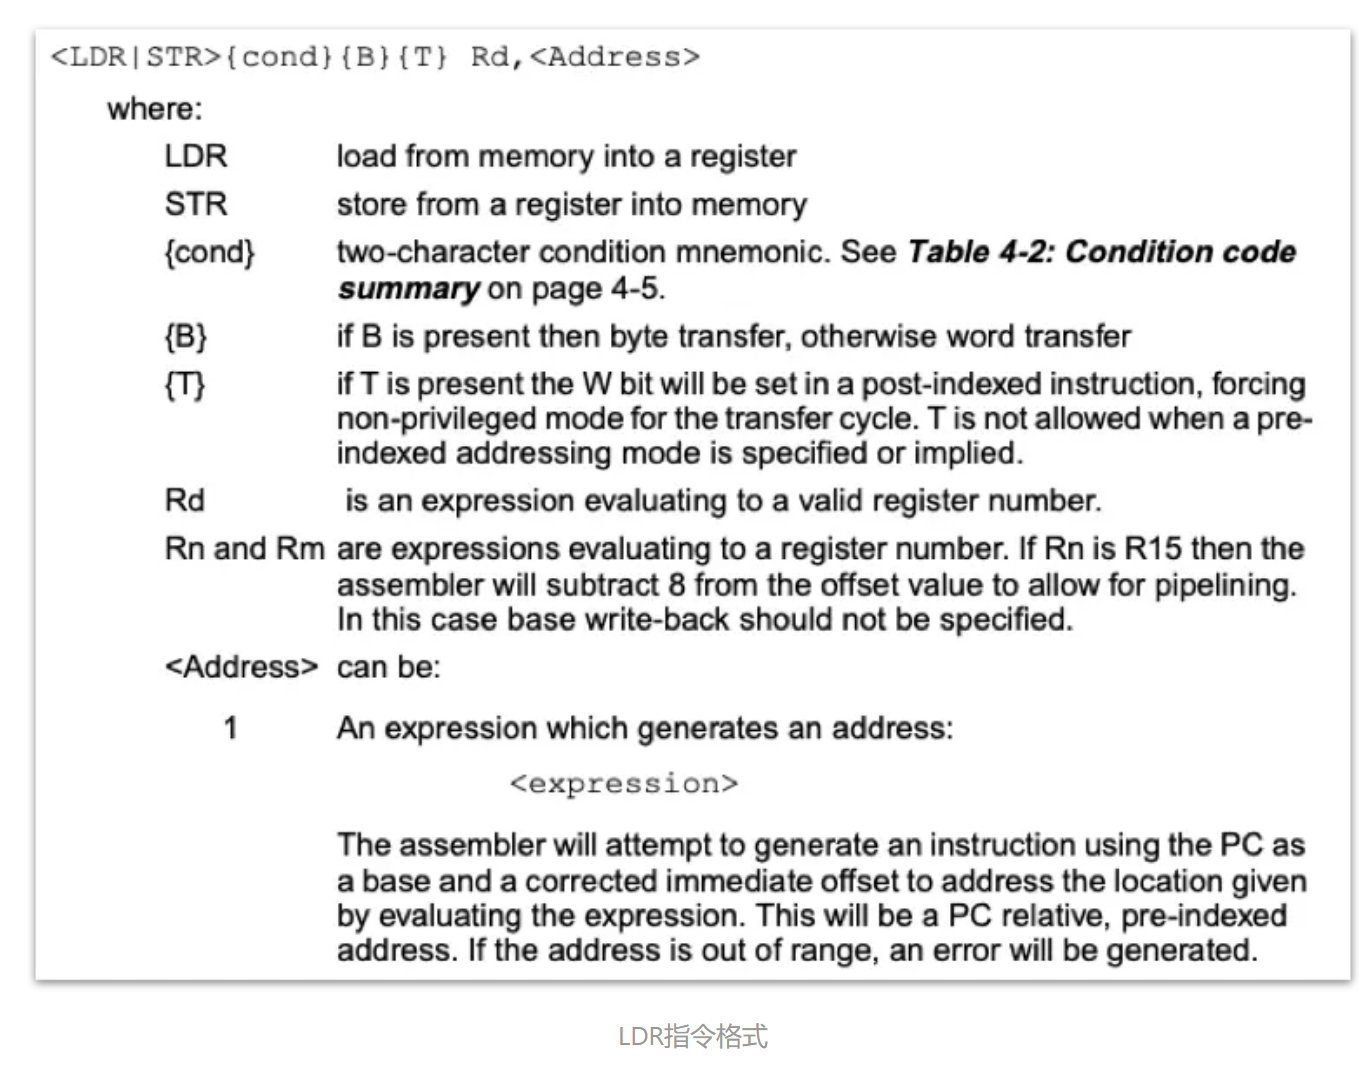 <LDR|STR>{cond}{B}{T} Rd,<Address>
where:
LDR load from memory into a register
STR store from a register into memory
{cond} two-character condition mnemonic. See Table 4-2: Condition code
summary on page 4-5.
{B} if B is present then byte transfer, otherwise word transfer
{T} if T is present the W bit will be set in a post-indexed instruction, forcing
non-privileged mode for the transfer cycle. T is not allowed when a pre-
indexed addressing mode is specified or implied.
Rd is an expression evaluating to a valid register number.
Rn and Rm are expressions evaluating to a register number. If Rn is R15 then the
assembler will subtract 8 from the offset value to allow for pipelining.
In this case base write-back should not be specified.
<Address> can be:
1 An expression which generates an address:
<expression>
The assembler will attempt to generate an instruction using the PC as
a base and a corrected immediate offset to address the location given
by evaluating the expression. This will be a PC relative, pre-indexed
address. If the address is out of range, an error will be generated.
LDR指令格式